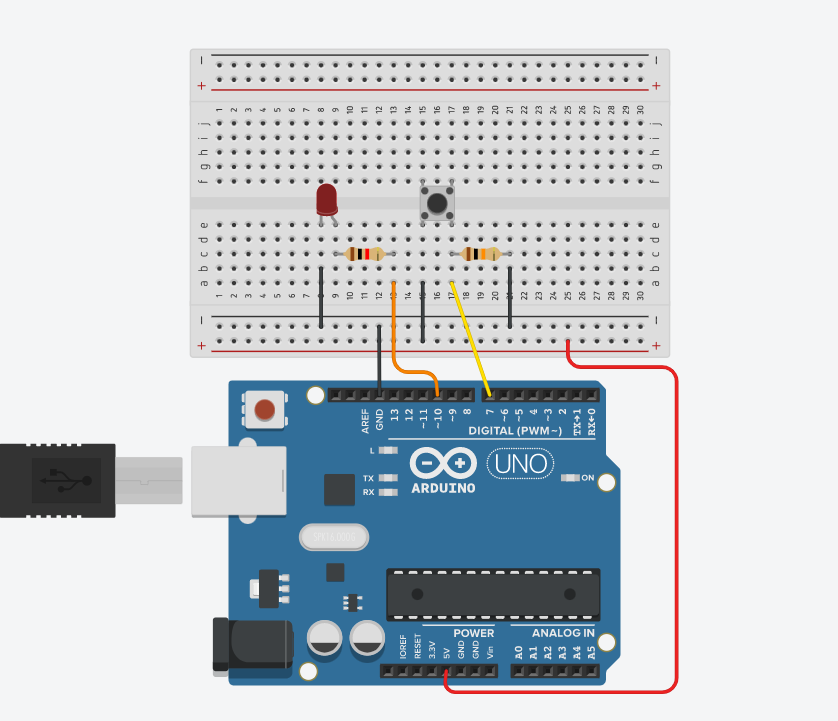 − −
+ +
1 2 3 4 5 6 7 8 9 10 11 12 13 14 15 16 17 18 19 20 21 22 23 24 25 26 27 28 29 30
j j
i i
h h
g g
f f
e e
d d
c c
b b
a a
1 2 3 4 5 6 7 9 10 11 12 14 16 17 18 19 20 22 23 24 25 26 27 28 29 30
− −
+ +
AREF GND 13 12 ~11 ~10 ~9 8 7 ~6 ~5 4 ~3 2 TX→1 RX←0
DIGITAL (PWM~)
L
TX
RX
UNO
ON
ARDUINO
POWER ANALOG IN
IOREF RESET 3.3V 5V GND GND Vin A0 A1 A2 A3 A4 A5